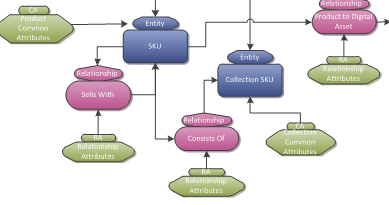 CA
Product
Common
Attributes
Entity
SKU
Relationship
Product to Digital
Asset
RA
Relationship
Attributes
Relationship
Sells With
Entity
Collection SKU
Relationship
Consists Of
RA
Relationship
Attributes
CA
Collection
Common
Attributes
RA
Relationship
Attributes